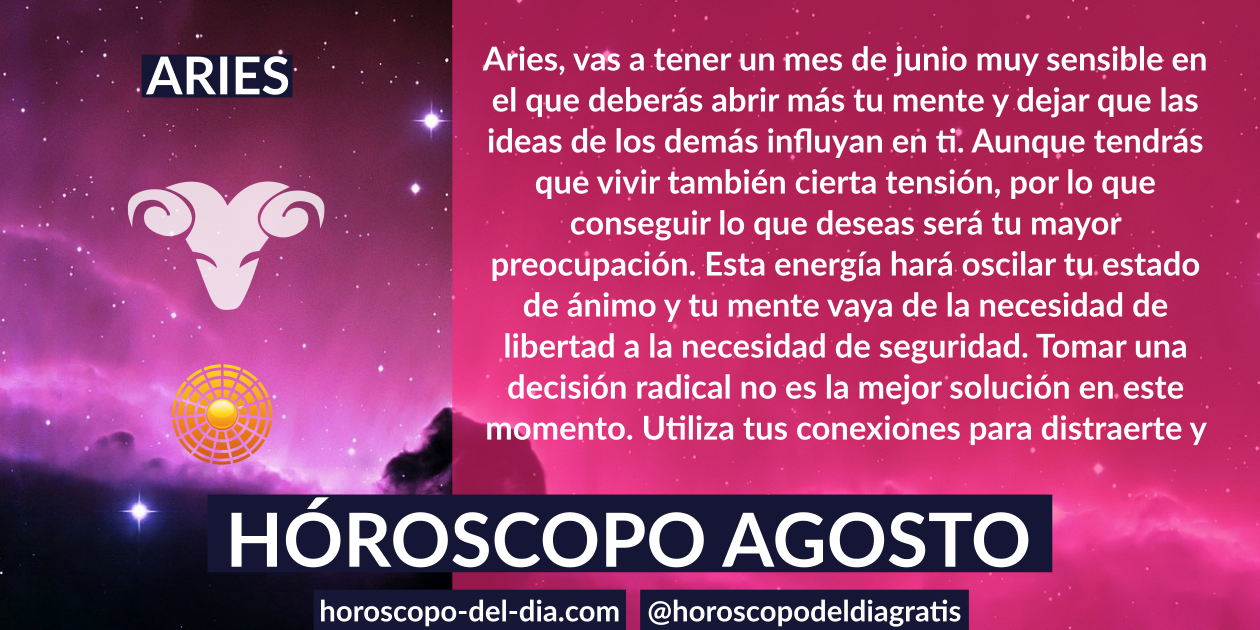 ARIES
Aries, vas a tener un mes de junio muy sensible en
el que deberás abrir más tu mente y dejar que las
ideas de los demás influyan en ti. Aunque tendrás
que vivir también cierta tensión, por lo que
conseguir lo que deseas será tu mayor
preocupación. Esta energía hará oscilar tu estado
de ánimo y tu mente vaya de la necesidad de
libertad a la necesidad de seguridad. Tomar una
decisión radical no es la mejor solución en este
momento. Utiliza tus conexiones para distraerte y
HÓROSCOPO AGOSTO
horoscopo-del-dia.com
@horoscopodeldiagratis